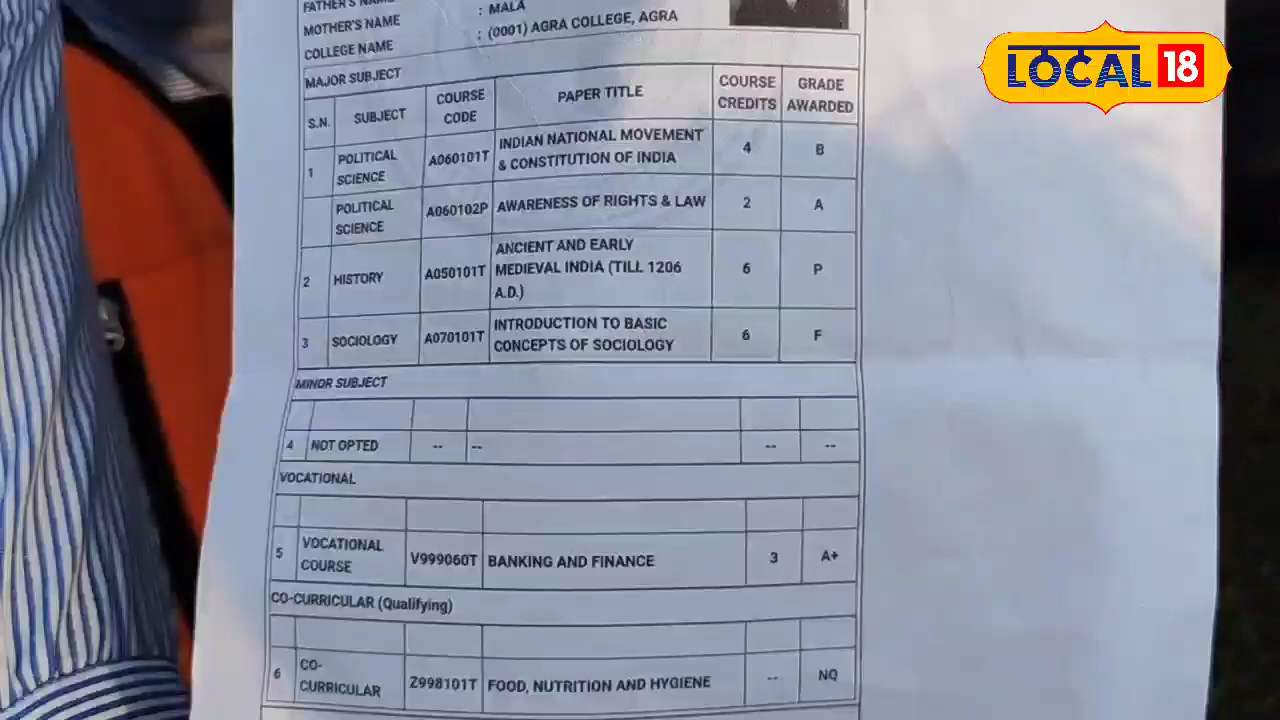 FATHER'S NAME
: MALA
MOTHER'S NAME
: (0001) AGRA COLLEGE, AGRA
COLLEGE NAME
LOCAL 18
MAJOR SUBJECT
S.N. SUBJECT COURSE CODE PAPER TITLE COURSE CREDITS GRADE AWARDED
1 POLITICAL SCIENCE A060101T INDIAN NATIONAL MOVEMENT & CONSTITUTION OF INDIA 4 B
POLITICAL SCIENCE A060102P AWARENESS OF RIGHTS & LAW 2 A
2 HISTORY A050101T ANCIENT AND EARLY MEDIEVAL INDIA (TILL 1206 A.D.) 6 P
3 SOCIOLOGY A070101T INTRODUCTION TO BASIC CONCEPTS OF SOCIOLOGY 6 F
MINOR SUBJECT
4 NOT OPTED -- -- -- --
VOCATIONAL
5 VOCATIONAL COURSE V999060T BANKING AND FINANCE 3 A+
CO-CURRICULAR (Qualifying)
6 CO-CURRICULAR Z998101T FOOD, NUTRITION AND HYGIENE -- NQ